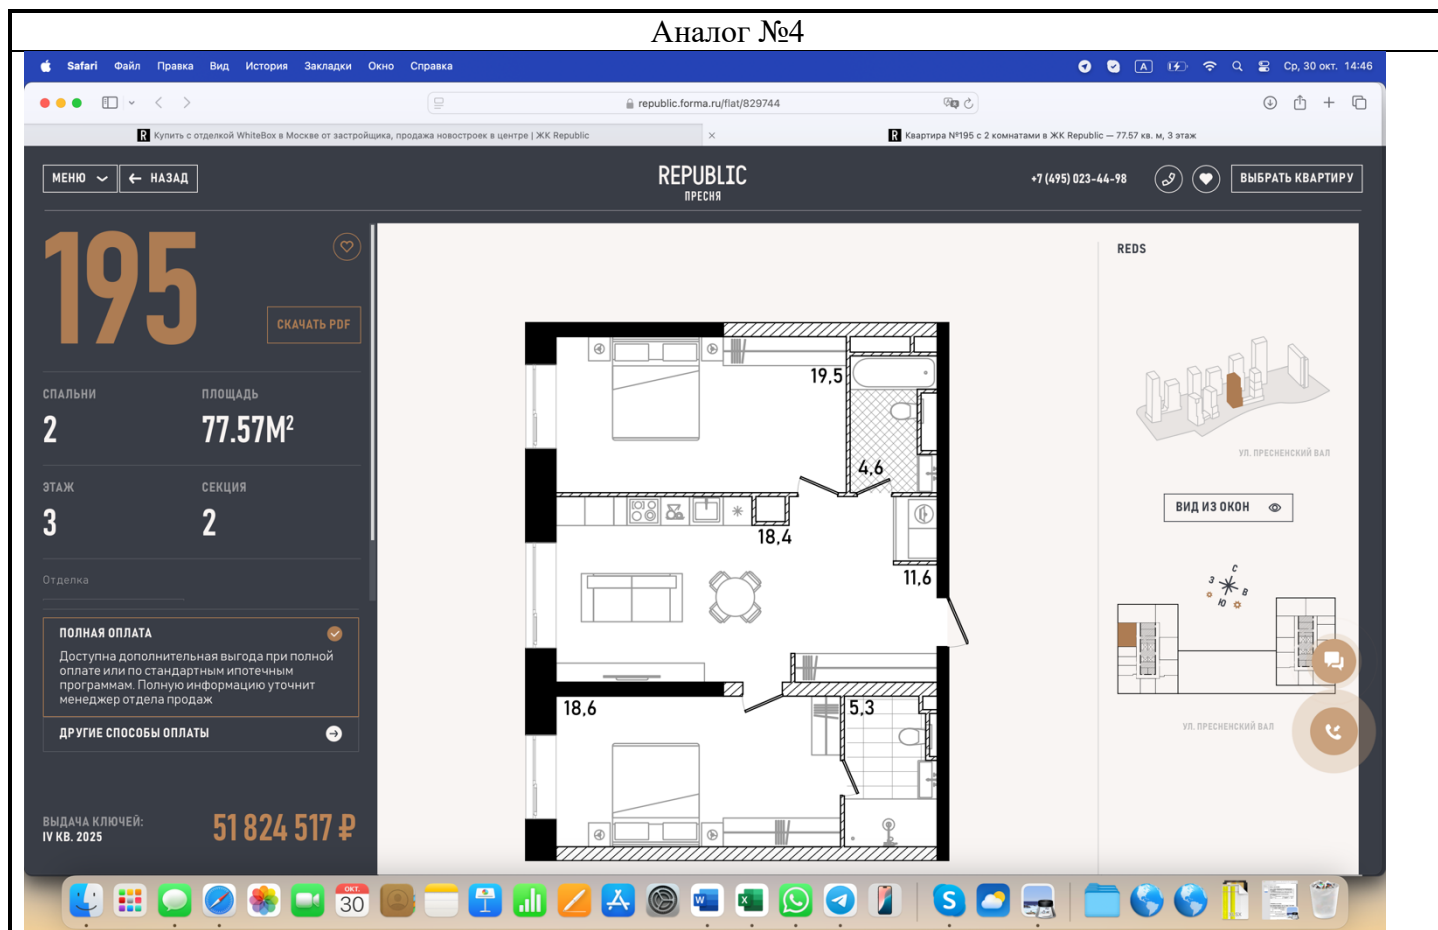 Аналог №4
Safari Файл Правка Вид История Закладки Окно Справка
A
Ср, 30 окт. 14:46
republic.forma.ru/flat/829744
R Купить с отделкой WhiteBox в Москве от застройщика, продажа новостроек в центре | ЖК Republic
R Квартира №195 с 2 комнатами в ЖК Republic — 77.57 кв. м, 3 этаж
МЕНЮ
НАЗАД
REPUBLIC
ПРЕСНЯ
+7 (495) 023-44-98
ВЫБРАТЬ КВАРТИРУ
195
СКАЧАТЬ PDF
СПАЛЬНИ ПЛОЩАДЬ
2 77.57М²
ЭТАЖ СЕКЦИЯ
3 2
Отделка
ПОЛНАЯ ОПЛАТА
Доступна дополнительная выгода при полной
оплате или по стандартным ипотечным
программам. Полную информацию уточнит
менеджер отдела продаж
ДРУГИЕ СПОСОБЫ ОПЛАТЫ
ВЫДАЧА КЛЮЧЕЙ:
IV КВ. 2025
51 824 517 ₽
19,5
4,6
18,4
11,6
18,6
5,3
REDS
УЛ. ПРЕСНЕНСКИЙ ВАЛ
ВИД ИЗ ОКОН
С
З
В
Ю
УЛ. ПРЕСНЕНСКИЙ ВАЛ
ОКТ.
30
W
X
S